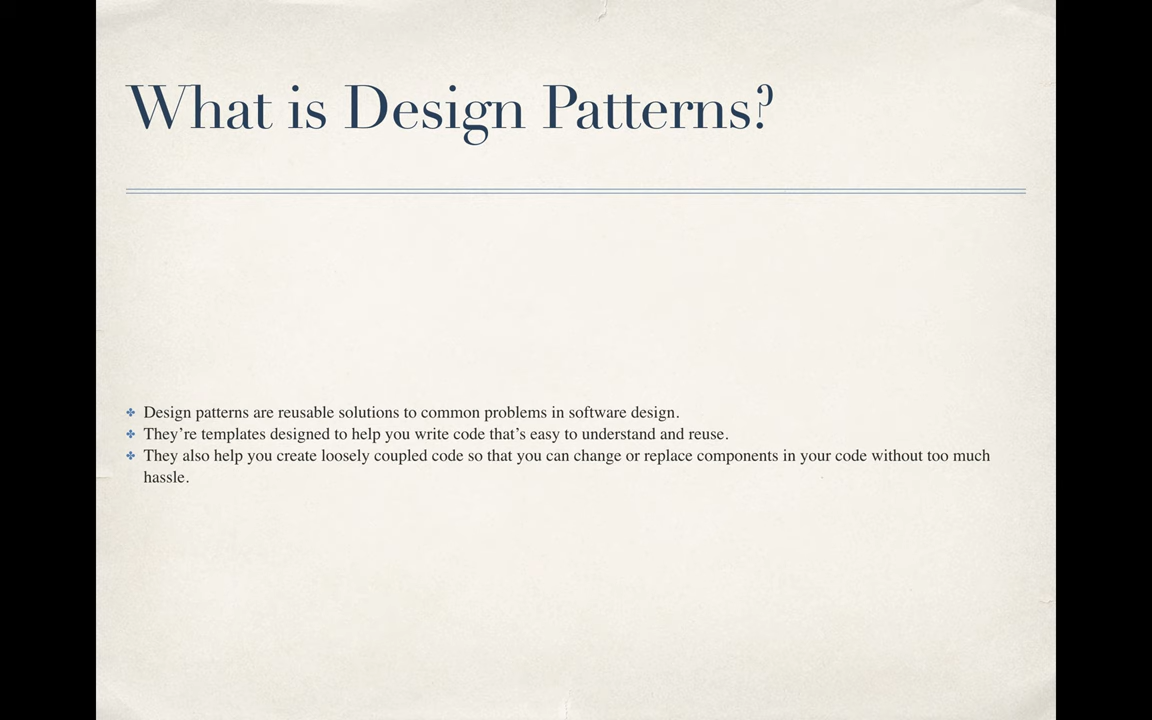 What is Design Patterns?
Design patterns are reusable solutions to common problems in software design.
They’re templates designed to help you write code that’s easy to understand and reuse.
They also help you create loosely coupled code so that you can change or replace components in your code without too much
hassle.